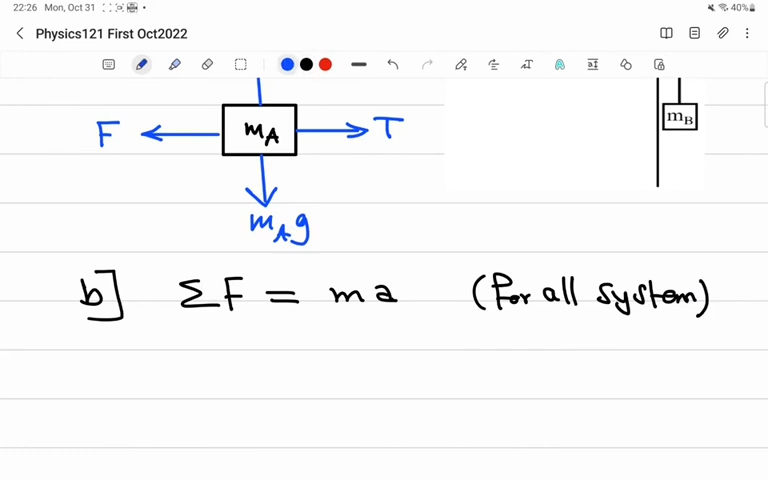 22:26 Mon, Oct 31
40%
Physics121 First Oct2022
F
mA
T
mB
mAg
b] ΣF = ma (For all system)